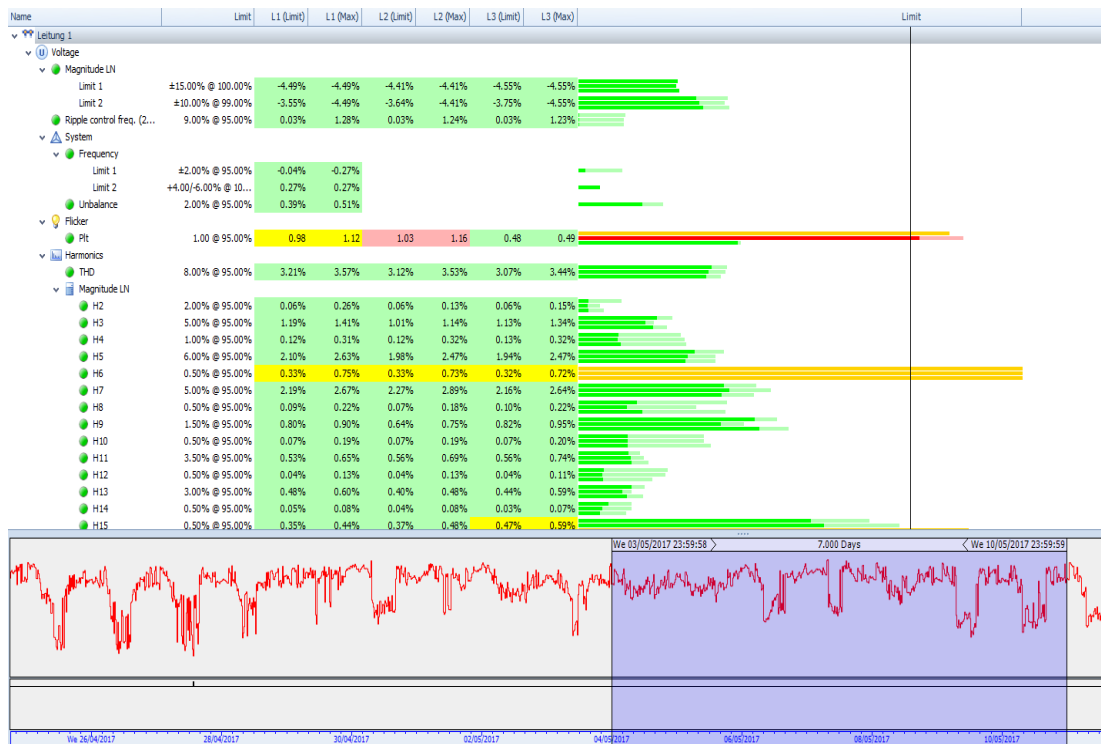 Name Limit L1 (Limit) L1 (Max) L2 (Limit) L2 (Max) L3 (Limit) L3 (Max) Limit
Leitung 1
U Voltage
Magnitude LN
Limit 1 ±15.00% @ 100.00% -4.49% -4.49% -4.41% -4.41% -4.55% -4.55%
Limit 2 ±10.00% @ 99.00% -3.55% -4.49% -3.64% -4.41% -3.75% -4.55%
Ripple control freq. (2... 9.00% @ 95.00% 0.03% 1.28% 0.03% 1.24% 0.03% 1.23%
System
Frequency
Limit 1 ±2.00% @ 95.00% -0.04% -0.27%
Limit 2 +4.00/-6.00% @ 10... 0.27% 0.27%
Unbalance 2.00% @ 95.00% 0.39% 0.51%
Flicker
Plt 1.00 @ 95.00% 0.98 1.12 1.03 1.16 0.48 0.49
Harmonics
THD 8.00% @ 95.00% 3.21% 3.57% 3.12% 3.53% 3.07% 3.44%
Magnitude LN
H2 2.00% @ 95.00% 0.06% 0.26% 0.06% 0.13% 0.06% 0.15%
H3 5.00% @ 95.00% 1.19% 1.41% 1.01% 1.14% 1.13% 1.34%
H4 1.00% @ 95.00% 0.12% 0.31% 0.12% 0.32% 0.13% 0.32%
H5 6.00% @ 95.00% 2.10% 2.63% 1.98% 2.47% 1.94% 2.47%
H6 0.50% @ 95.00% 0.33% 0.75% 0.33% 0.73% 0.32% 0.72%
H7 5.00% @ 95.00% 2.19% 2.67% 2.27% 2.89% 2.16% 2.64%
H8 0.50% @ 95.00% 0.09% 0.22% 0.07% 0.18% 0.10% 0.22%
H9 1.50% @ 95.00% 0.80% 0.90% 0.64% 0.75% 0.82% 0.95%
H10 0.50% @ 95.00% 0.07% 0.19% 0.07% 0.19% 0.07% 0.20%
H11 3.50% @ 95.00% 0.53% 0.65% 0.56% 0.69% 0.56% 0.74%
H12 0.50% @ 95.00% 0.04% 0.13% 0.04% 0.13% 0.04% 0.11%
H13 3.00% @ 95.00% 0.48% 0.60% 0.40% 0.48% 0.44% 0.59%
H14 0.50% @ 95.00% 0.05% 0.08% 0.04% 0.08% 0.03% 0.07%
H15 0.50% @ 95.00% 0.35% 0.44% 0.37% 0.48% 0.47% 0.59%
We 03/05/2017 23:59:58 7.000 Days We 10/05/2017 23:59:59
We 26/04/2017 28/04/2017 30/04/2017 02/05/2017 04/05/2017 06/05/2017 08/05/2017 10/05/2017